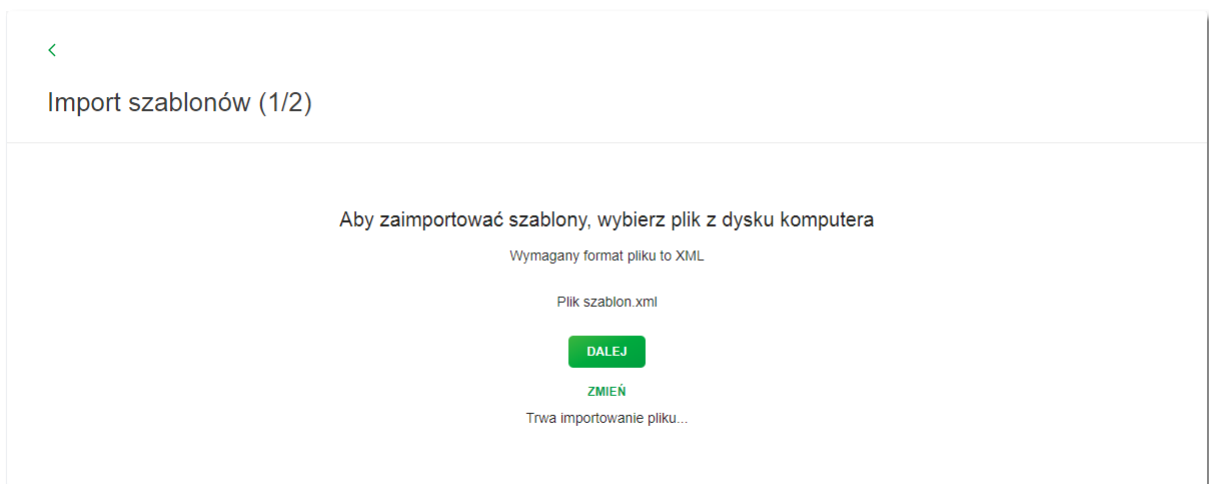 Import szablonów (1/2)
Aby zaimportować szablony, wybierz plik z dysku komputera
Wymagany format pliku to XML
Plik szablon.xml
DALEJ
ZMIEŃ
Trwa importowanie pliku...